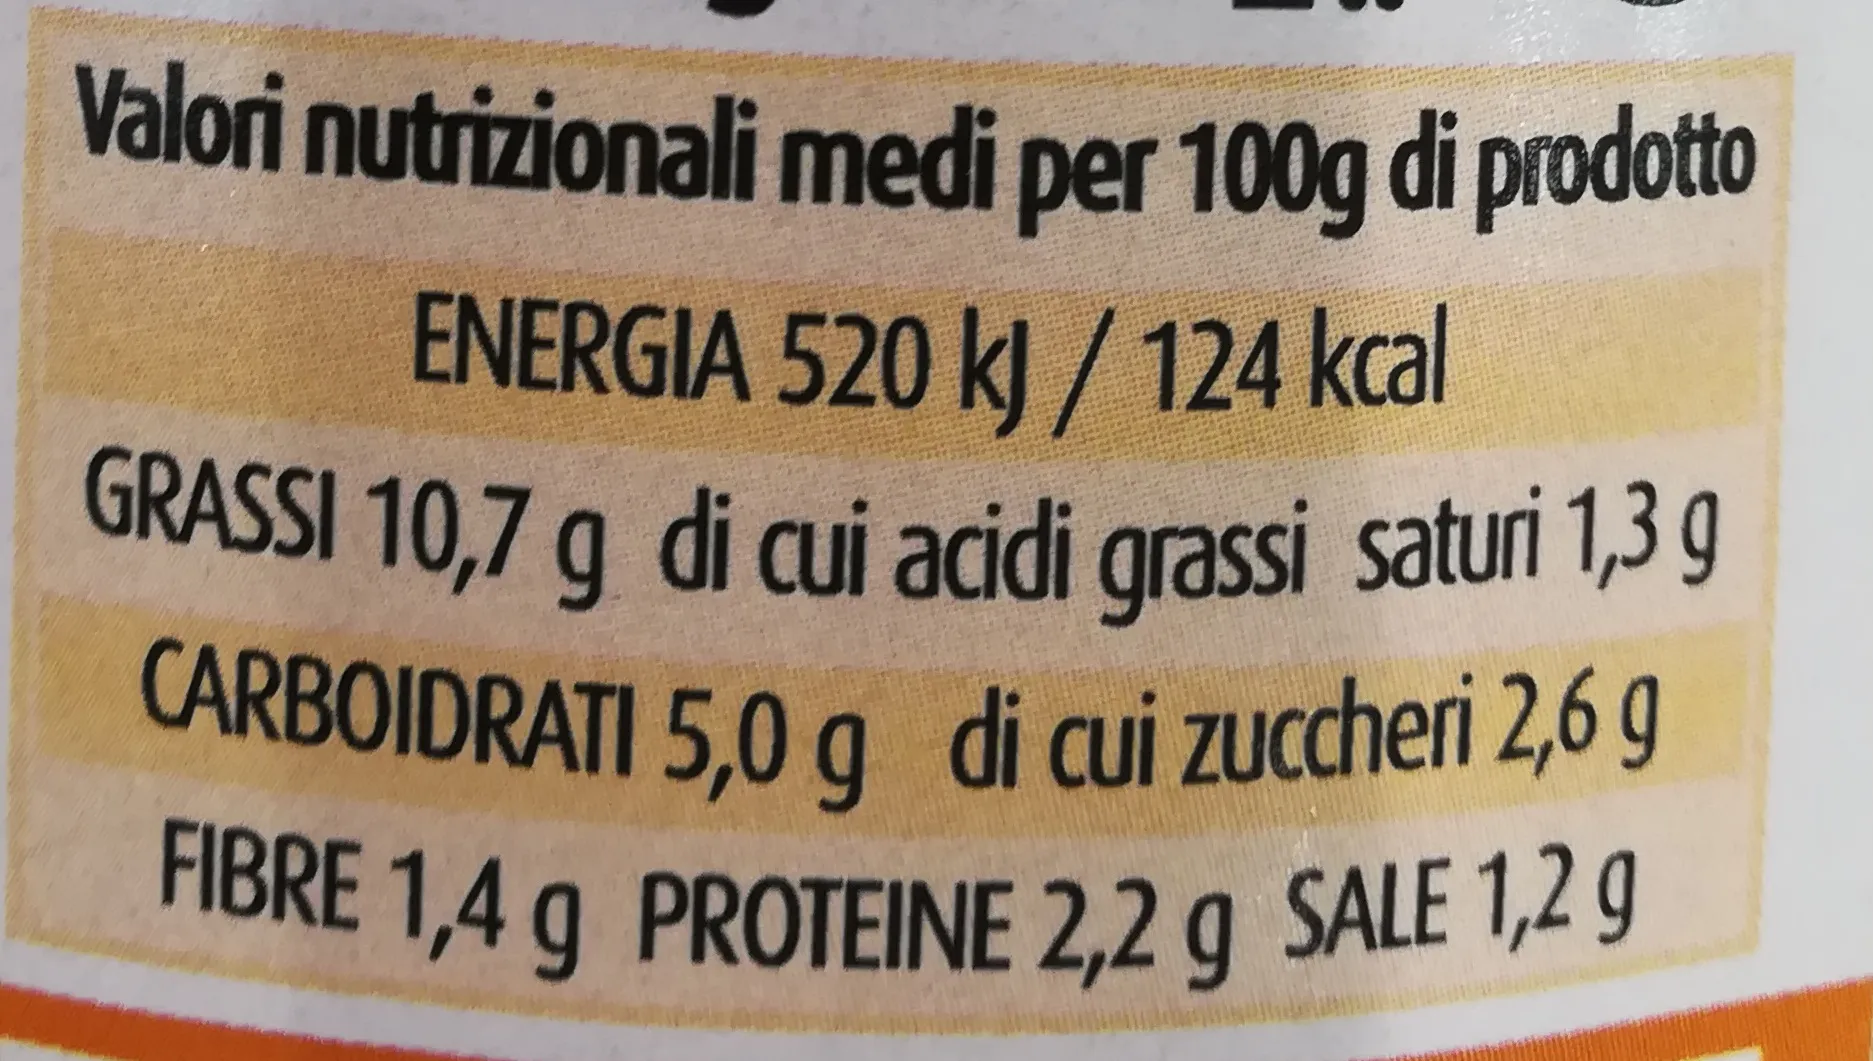 Valori nutrizionali medi per 100g di prodotto
ENERGIA 520 kJ / 124 kcal
GRASSI 10,7 g di cui acidi grassi saturi 1,3 g
CARBOIDRATI 5,0 g di cui zuccheri 2,6 g
FIBRE 1,4 g PROTEINE 2,2 g SALE 1,2 g